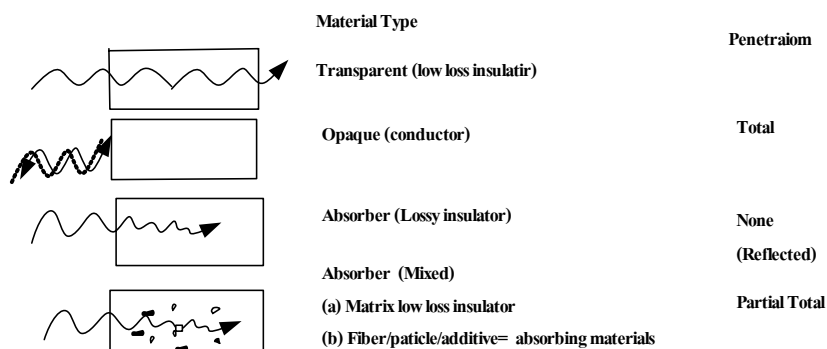 Material Type
Penetraiom
Transparent (low loss insulatir)
Total
Opaque (conductor)
Absorber (Lossy insulator)
None
(Reflected)
Absorber (Mixed)
(a) Matrix low loss insulator
Partial Total
(b) Fiber/paticle/additive= absorbing materials